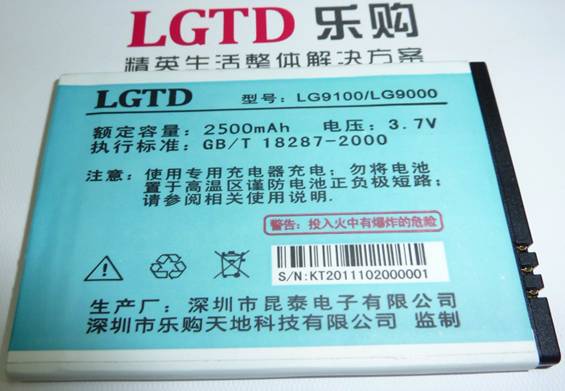 LGTD 乐购
精英生活整体解决方案
LGTD 型号：LG9100/LG9000
额定容量：2500mAh 电压：3.7V
执行标准：GB/T 18287-2000
注意：使用专用充电器充电；勿将电池
置于高温区谨防电池正负极短路；
请参阅相关使用说明。
警告：投入火中有爆炸的危险
S/N:KT2011102000001
生产厂：深圳市昆泰电子有限公司
深圳市乐购天地科技有限公司 监制